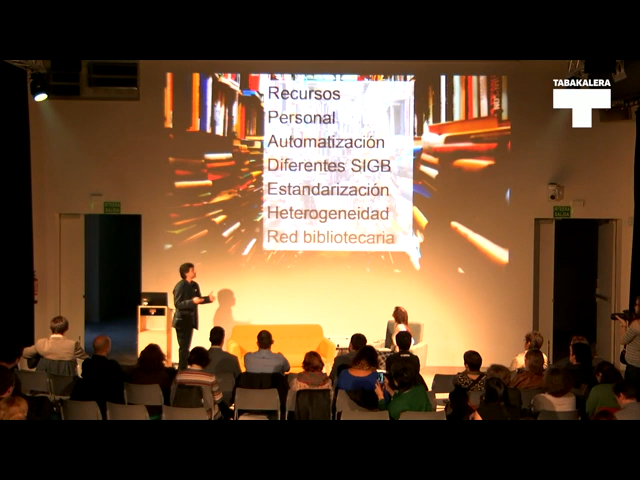 TABAKALERA
Recursos
Personal
Automatización
Diferentes SIGB
Estandarización
Heterogeneidad
Red bibliotecaria